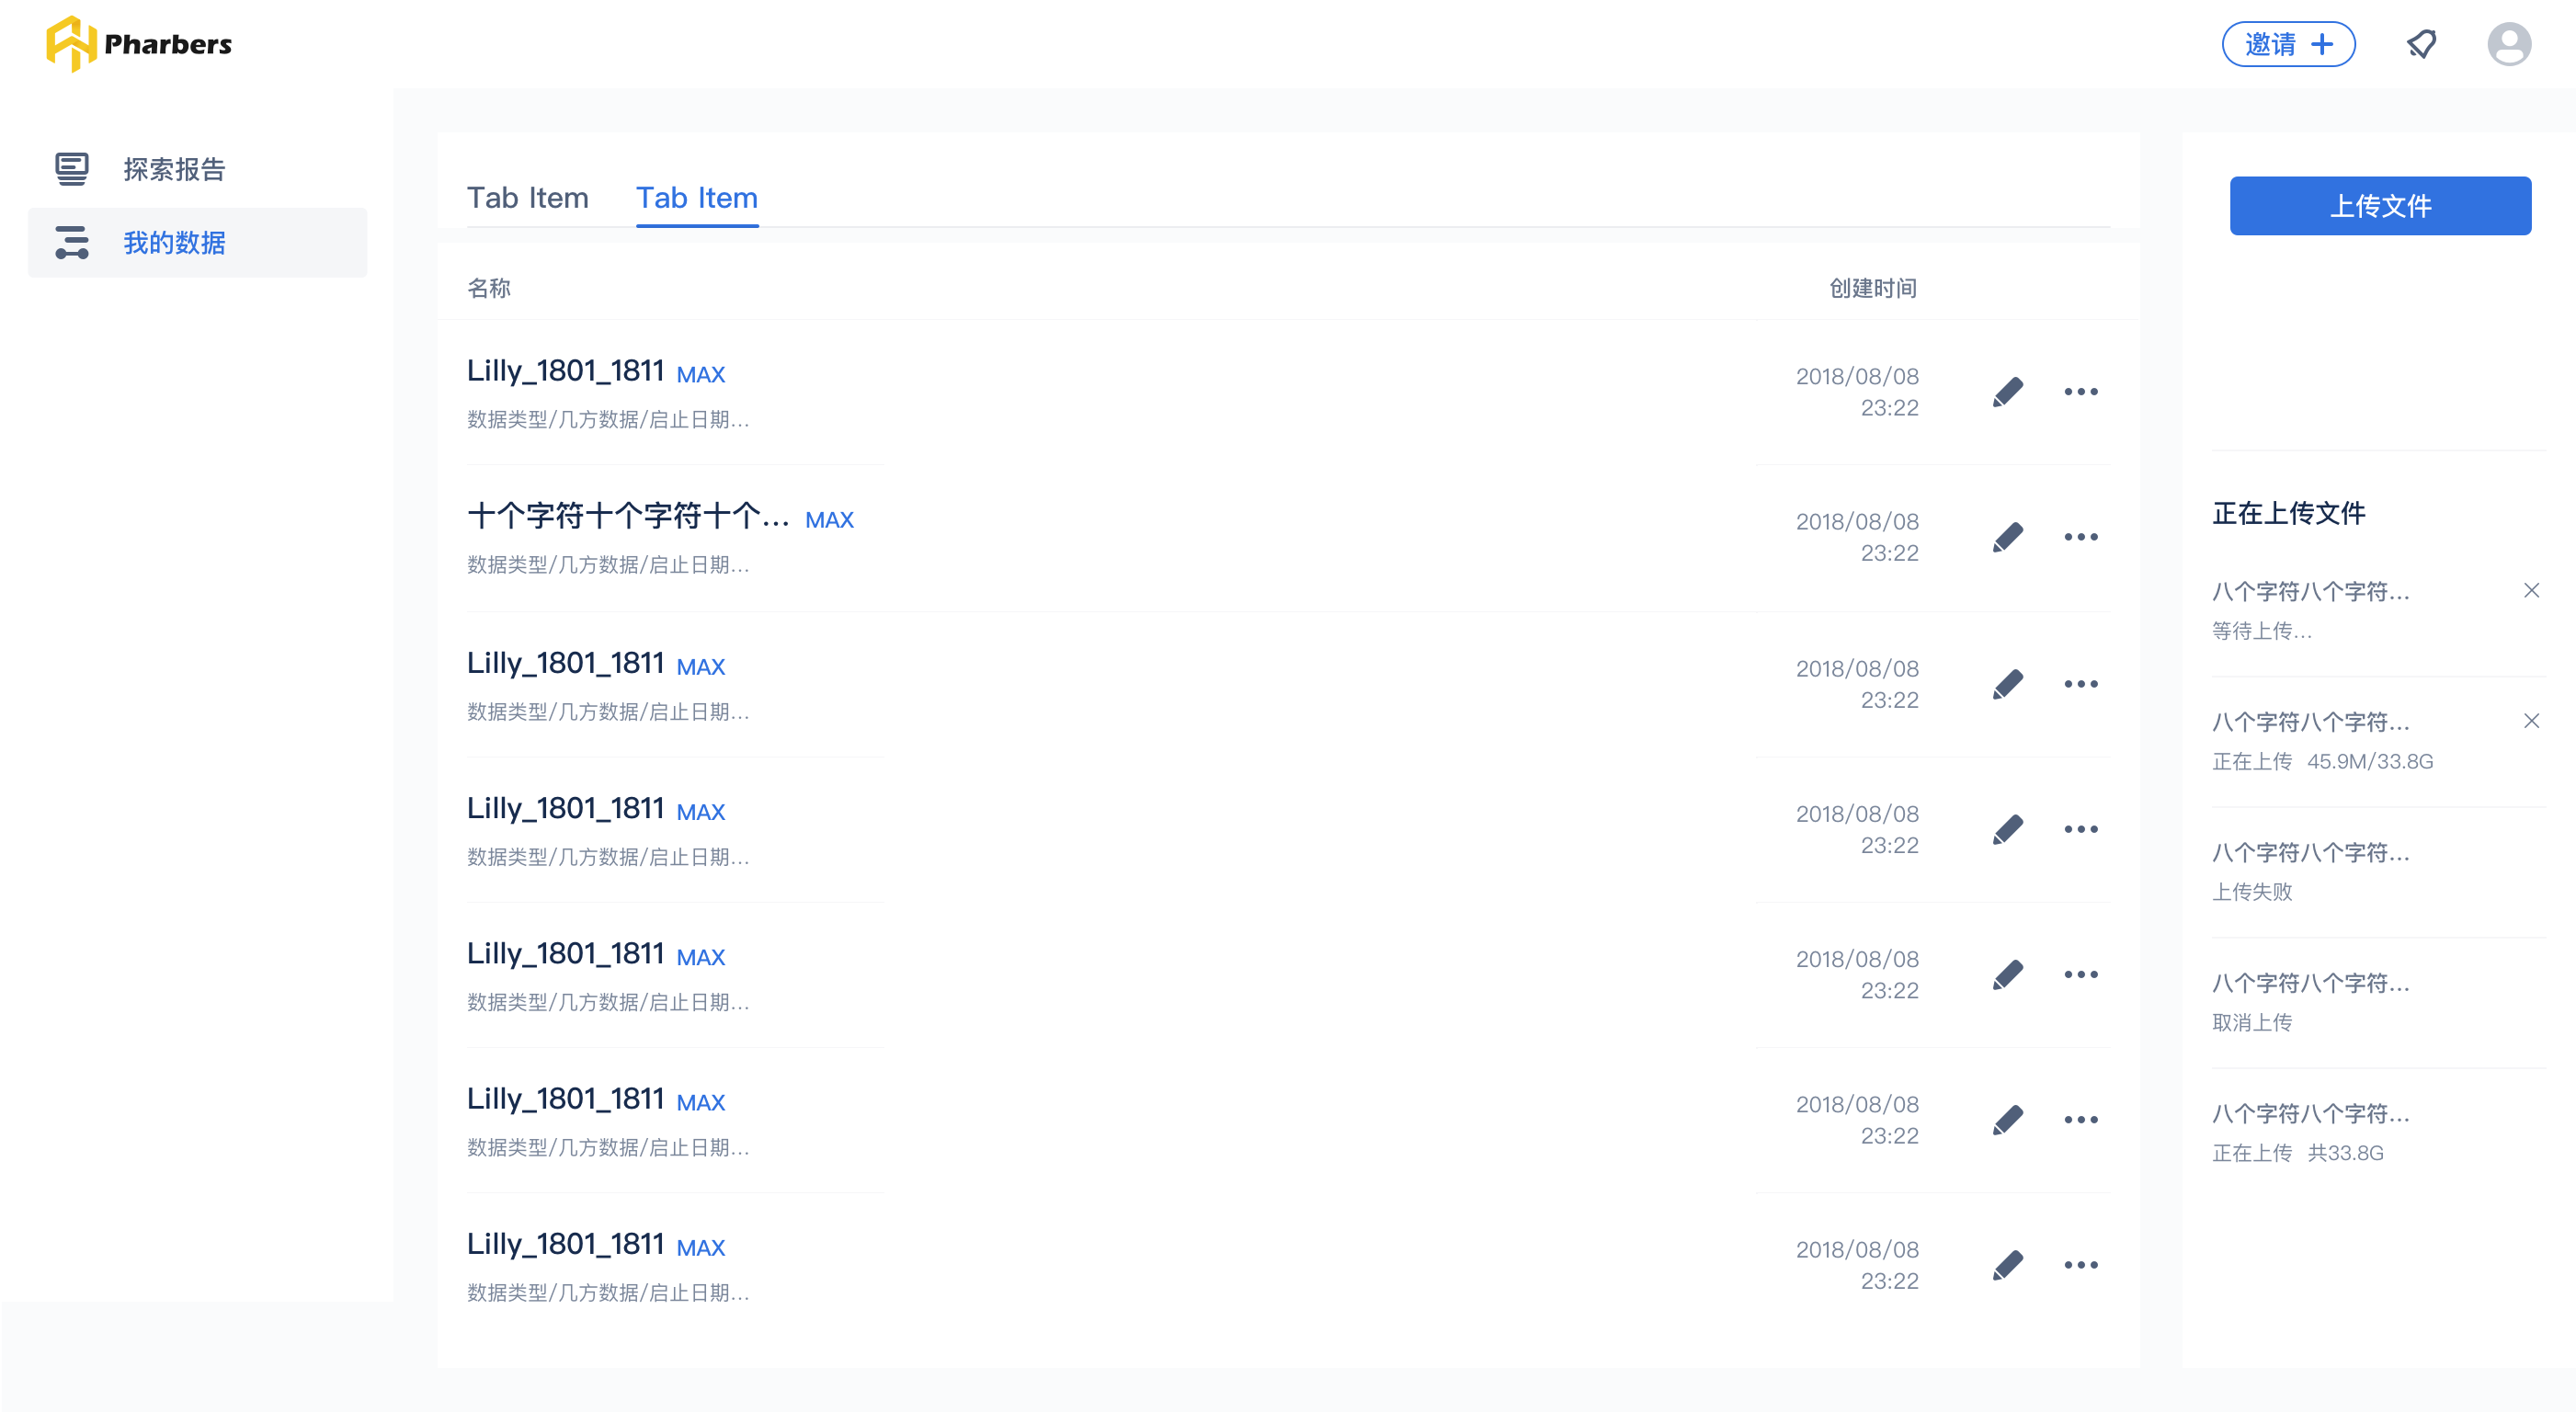 Pharbers
邀请
探索报告
我的数据
Tab Item
Tab Item
名称
创建时间
Lilly_1801_1811 MAX
数据类型/几方数据/启止日期...
2018/08/08
23:22
十个字符十个字符十个... MAX
数据类型/几方数据/启止日期...
2018/08/08
23:22
Lilly_1801_1811 MAX
数据类型/几方数据/启止日期...
2018/08/08
23:22
Lilly_1801_1811 MAX
数据类型/几方数据/启止日期...
2018/08/08
23:22
Lilly_1801_1811 MAX
数据类型/几方数据/启止日期...
2018/08/08
23:22
Lilly_1801_1811 MAX
数据类型/几方数据/启止日期...
2018/08/08
23:22
Lilly_1801_1811 MAX
数据类型/几方数据/启止日期...
2018/08/08
23:22
上传文件
正在上传文件
八个字符八个字符...
等待上传...
八个字符八个字符...
正在上传 45.9M/33.8G
八个字符八个字符...
上传失败
八个字符八个字符...
取消上传
八个字符八个字符...
正在上传 共33.8G